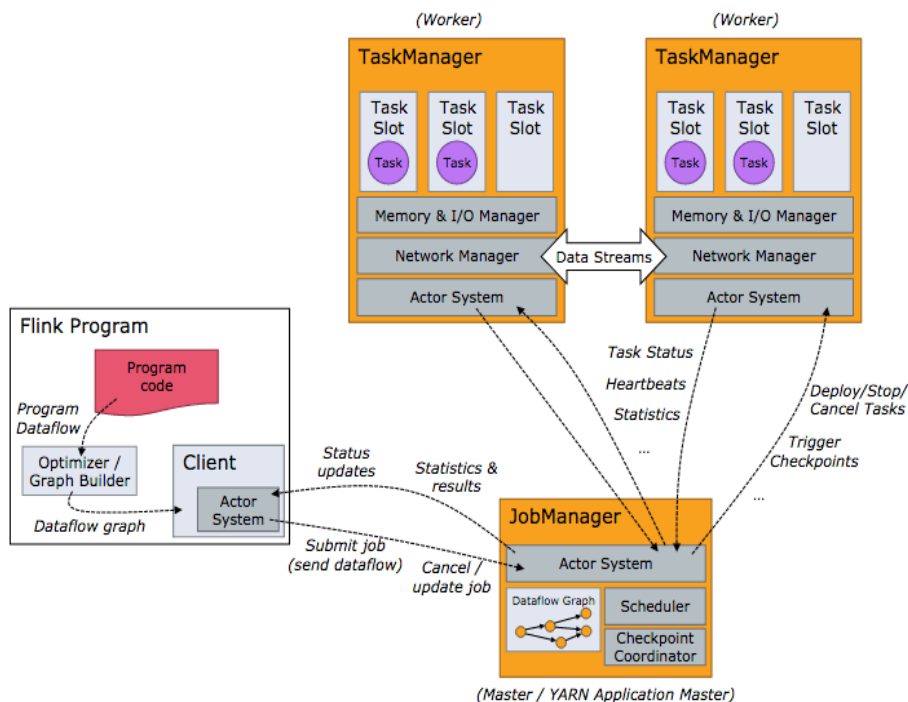 (Worker)
TaskManager
Task
Slot
Task
Task
Slot
Task
Task
Slot
Memory & I/O Manager
Network Manager
Actor System
(Worker)
TaskManager
Task
Slot
Task
Task
Slot
Task
Task
Slot
Memory & I/O Manager
Network Manager
Actor System
Data Streams
Flink Program
Program
code
Program
Dataflow
Optimizer /
Graph Builder
Dataflow graph
Client
Actor
System
Status
updates
Statistics &
results
Submit job
(send dataflow)
Cancel /
update job
Task Status
Heartbeats
Statistics
...
Deploy/Stop/
Cancel Tasks
Trigger
Checkpoints
...
JobManager
Actor System
Dataflow Graph
Scheduler
Checkpoint
Coordinator
(Master / YARN Application Master)